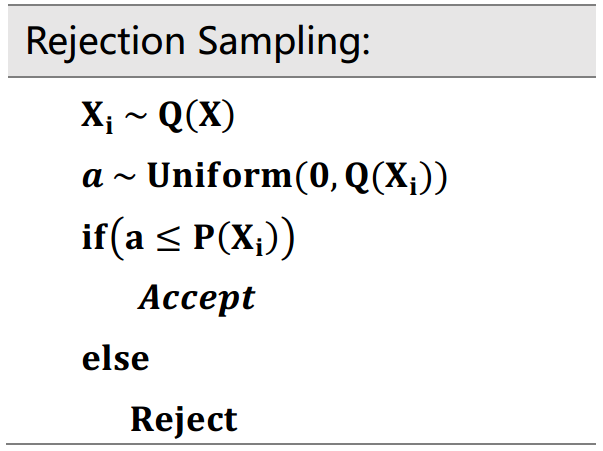 Rejection Sampling:
Xᵢ ~ Q(X)
a ~ Uniform(0, Q(Xᵢ))
if(a ≤ P(Xᵢ))
Accept
else
Reject